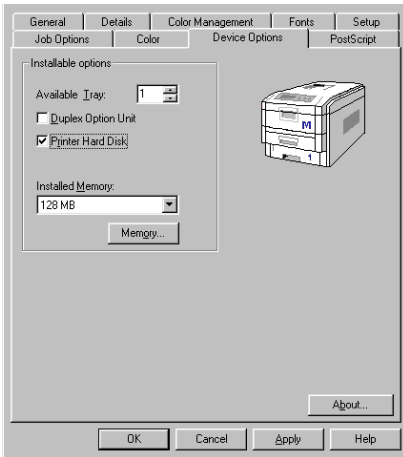 General Details Color Management Fonts Setup
Job Options Color Device Options PostScript
Installable options
Available Tray: 1
Duplex Option Unit
Printer Hard Disk
M
1
Installed Memory:
128 MB
Memory...
About...
OK Cancel Apply Help